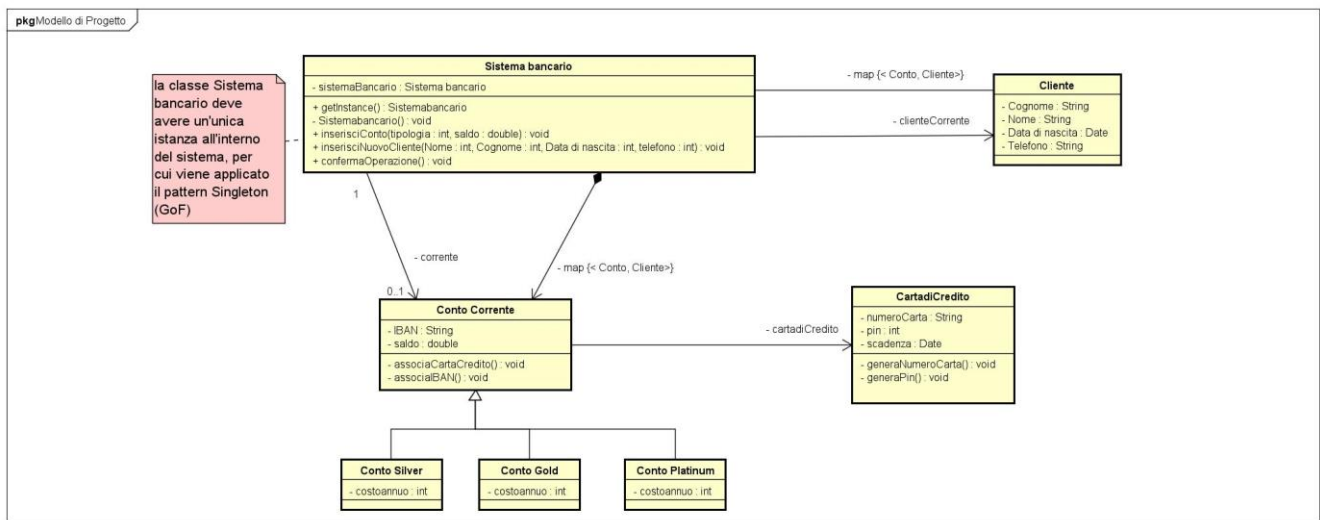 pkg Modello di Progetto
la classe Sistema
bancario deve
avere un'unica
istanza all'interno
del sistema, per
cui viene applicato
il pattern Singleton
(GoF)
Sistema bancario
- sistemaBancario : Sistema bancario
+ getInstance() : Sistemabancario
- Sistemabancario() : void
+ inserisciConto(tipologia : int, saldo : double) : void
+ inserisciNuovoCliente(Nome : int, Cognome : int, Data di nascita : int, telefono : int) : void
+ confermaOperazione() : void
- map {< Conto, Cliente>}
- clienteCorrente
Cliente
- Cognome : String
- Nome : String
- Data di nascita : Date
- Telefono : String
1
- corrente
0..1
- map {< Conto, Cliente>}
Conto Corrente
- IBAN : String
- saldo : double
- associaCartaCredito() : void
- associaIBAN() : void
- cartadiCredito
CartadiCredito
- numeroCarta : String
- pin : int
- scadenza : Date
- generaNumeroCarta() : void
- generaPin() : void
Conto Silver
- costoannuo : int
Conto Gold
- costoannuo : int
Conto Platinum
- costoannuo : int